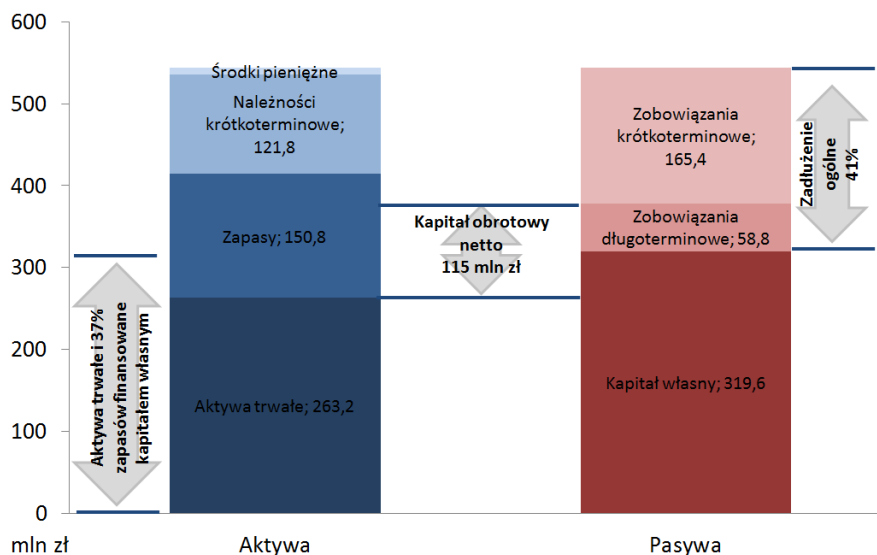 600
500
400
300
200
100
0
mln zł
Aktywa trwałe i 37%
zapasów finansowane
kapitałem własnym
Środki pieniężne
Należności
krótkoterminowe;
121,8
Zapasy; 150,8
Aktywa trwałe; 263,2
Kapitał obrotowy
netto
115 mln zł
Zobowiązania
krótkoterminowe;
165,4
Zobowiązania
długoterminowe; 58,8
Kapitał własny; 319,6
Zadłużenie
ogólne
41%
Aktywa
Pasywa